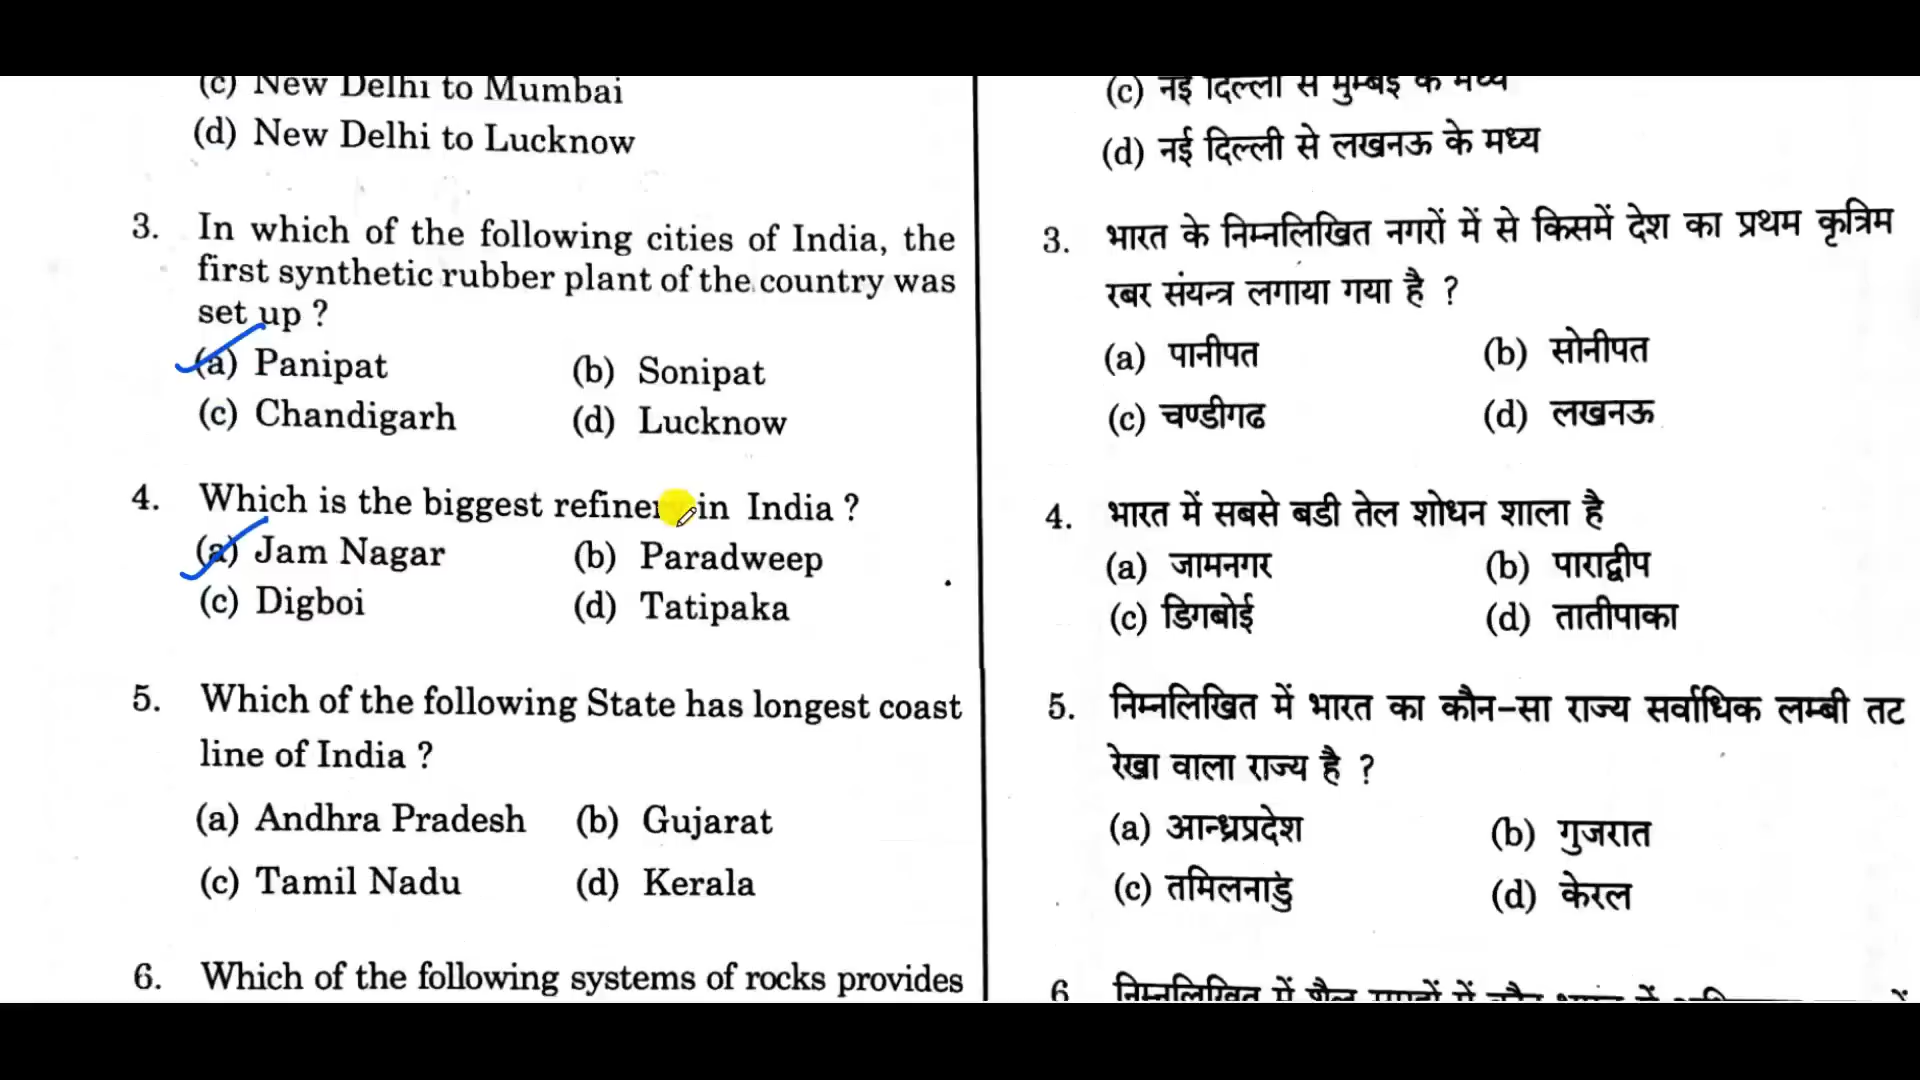 (c) New Delhi to Mumbai
(d) New Delhi to Lucknow
3. In which of the following cities of India, the
first synthetic rubber plant of the country was
set up ?
(a) Panipat (b) Sonipat
(c) Chandigarh (d) Lucknow
4. Which is the biggest refinery in India ?
(a) Jam Nagar (b) Paradweep
(c) Digboi (d) Tatipaka
5. Which of the following State has longest coast
line of India ?
(a) Andhra Pradesh (b) Gujarat
(c) Tamil Nadu (d) Kerala
6. Which of the following systems of rocks provides
(c) नई दिल्ली से मुम्बई के मध्य
(d) नई दिल्ली से लखनऊ के मध्य
3. भारत के निम्नलिखित नगरों में से किसमें देश का प्रथम कृत्रिम
रबर संयन्त्र लगाया गया है ?
(a) पानीपत (b) सोनीपत
(c) चण्डीगढ (d) लखनऊ
4. भारत में सबसे बडी तेल शोधन शाला है
(a) जामनगर (b) पाराद्वीप
(c) डिगबोई (d) तातीपाका
5. निम्नलिखित में भारत का कौन-सा राज्य सर्वाधिक लम्बी तट
रेखा वाला राज्य है ?
(a) आन्ध्रप्रदेश (b) गुजरात
(c) तमिलनाडुं (d) केरल
6 निम्नलिखित में शैल